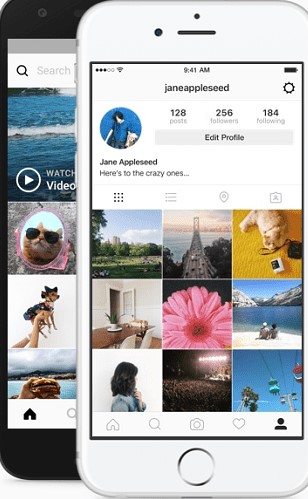 Search
WATCH
Video
9:41 AM
janeappleseed
128
256
184
posts
followers
following
Edit Profile
Jane Appleseed
Here's to the crazy ones...